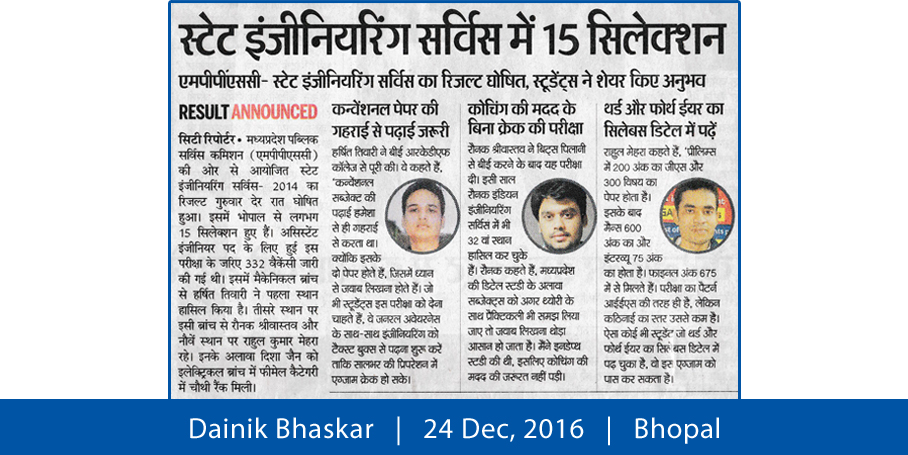 स्टेट इंजीनियरिंग सर्विस में 15 सिलेक्शन
एमपीपीएससी- स्टेट इंजीनियरिंग सर्विस का रिजल्ट घोषित, स्टूडेंट्स ने शेयर किए अनुभव
RESULT ANNOUNCED
सिटी रिपोर्टर • मध्यप्रदेश पब्लिक
सर्विस कमिशन (एमपीपीएससी)
की ओर से आयोजित स्टेट
इंजीनियरिंग सर्विस- 2014 का
रिजल्ट गुरुवार देर रात घोषित
हुआ। इसमें भोपाल से लगभग
15 सिलेक्शन हुए हैं। असिस्टेंट
इंजीनियर पद के लिए हुई इस
परीक्षा के जरिए 332 वैकेंसी जारी
की गई थी। इसमें मैकेनिकल ब्रांच
से हर्षित तिवारी ने पहला स्थान
हासिल किया है। तीसरे स्थान पर
इसी ब्रांच से रौनक श्रीवास्तव और
नौवें स्थान पर राहुल कुमार मेहरा
रहे। इनके अलावा दिशा जैन को
इलेक्ट्रिकल ब्रांच में फीमेल कैटेगरी
में चौथी रैंक मिली।
कन्वेंशनल पेपर की
गहराई से पढ़ाई जरूरी
हर्षित तिवारी ने बीई आरकेडीएफ
कॉलेज से पूरी की। वे कहते हैं,
'कन्वेंशनल
सब्जेक्ट की
पढ़ाई हमेशा
से ही गहराई
से करता था।
क्योंकि इसके
दो पेपर होते हैं, जिसमें ध्यान
से जवाब लिखना होते हैं। जो
भी स्टूडेंट्स इस परीक्षा को देना
चाहते हैं, वे जनरल अवेयरनेस
के साथ-साथ इंजीनियरिंग को
टैक्स्ट बुक्स से पढ़ना शुरू करें
ताकि सालभर की प्रिपरेशन में
एग्जाम क्रेक हो सके।
कोचिंग की मदद के
बिना क्रेक की परीक्षा
रौनक श्रीवास्तव ने बिट्स पिलानी
से बीई करने के बाद यह परीक्षा
दी। इसी साल
रौनक इंडियन
इंजीनियरिंग
सर्विस में भी
32 वां स्थान
हासिल कर चुके
हैं। रौनक कहते हैं, मध्यप्रदेश
की डिटेल स्टडी के अलावा
सब्जेक्ट्स को अगर थ्योरी के
साथ प्रैक्टिकली भी समझ लिया
जाए तो जवाब लिखना थोड़ा
आसान हो जाता है। मैंने इनडेप्थ
स्टडी की थी, इसलिए कोचिंग की
मदद की जरूरत नहीं पड़ी।
थर्ड और फोर्थ ईयर का
सिलेबस डिटेल में पढ़ें
राहुल मेहरा कहते हैं, 'प्रीलिम्स
में 200 अंक का जीएस और
300 विषय का
पेपर होता है।
इसके बाद
मैन्स 600
अंक का और
इंटरव्यू 75 अंक
का होता है। फाइनल अंक 675
में से मिलते हैं। परीक्षा का पैटर्न
आईईएस की तरह ही है, लेकिन
कठिनाई का स्तर उससे कम है।
ऐसा कोई भी स्टूडेंट जो थर्ड और
फोर्थ ईयर का सिलेबस डिटेल में
पढ़ चुका है, वो इस एग्जाम को
पास कर सकता है।
Dainik Bhaskar | 24 Dec, 2016 | Bhopal